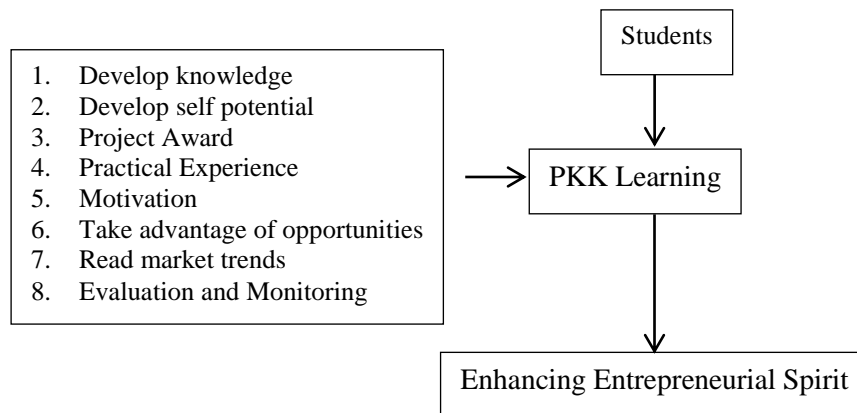 Students
1. Develop knowledge
2. Develop self potential
3. Project Award
4. Practical Experience
5. Motivation
6. Take advantage of opportunities
7. Read market trends
8. Evaluation and Monitoring
PKK Learning
Enhancing Entrepreneurial Spirit